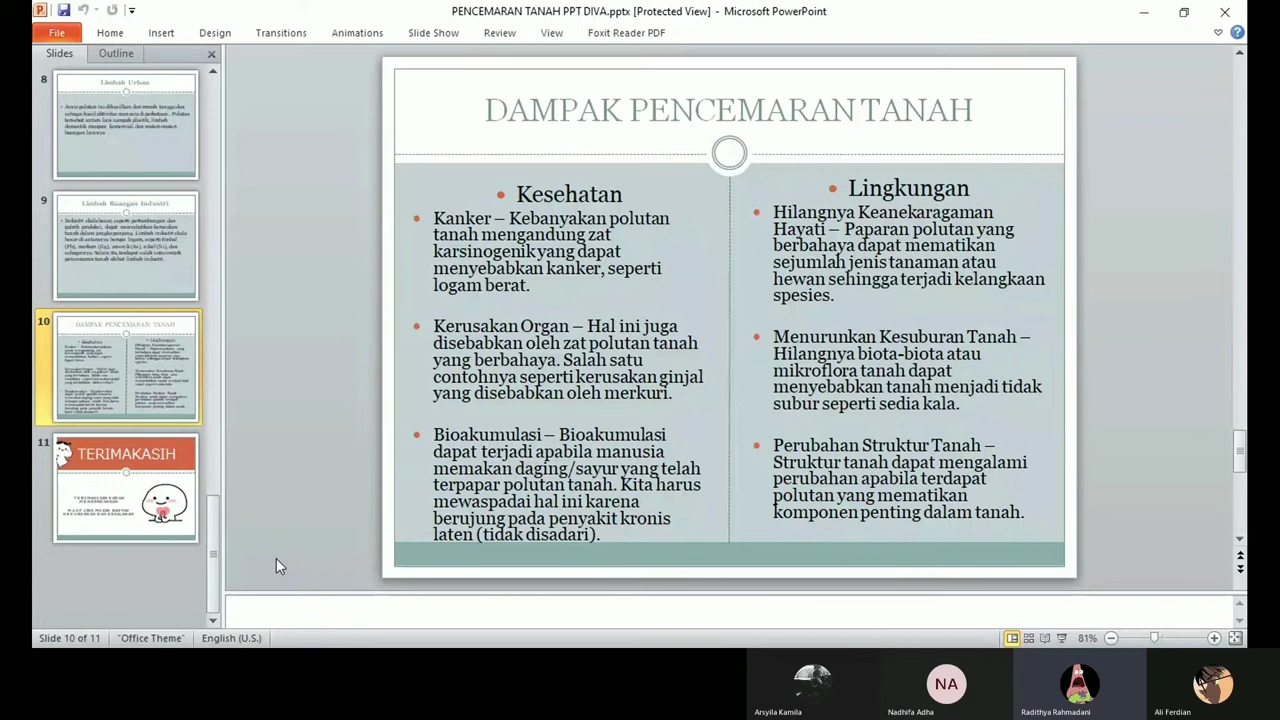 PENCEMARAN TANAH PPT DIVA.pptx [Protected View] - Microsoft PowerPoint
File Home Insert Design Transitions Animations Slide Show Review View Foxit Reader PDF
Slides Outline
8
Limbah Urban
9
Limbah Buangan Industri
10
DAMPAK PENCEMARAN TANAH
11
TERIMAKASIH
DAMPAK PENCEMARAN TANAH
Kesehatan
Kanker – Kebanyakan polutan
tanah mengandung zat
karsinogenik yang dapat
menyebabkan kanker, seperti
logam berat.
Kerusakan Organ – Hal ini juga
disebabkan oleh zat polutan tanah
yang berbahaya. Salah satu
contohnya seperti kerusakan ginjal
yang disebabkan oleh merkuri.
Bioakumulasi – Bioakumulasi
dapat terjadi apabila manusia
memakan daging/sayur yang telah
terpapar polutan tanah. Kita harus
mewaspadai hal ini karena
berujung pada penyakit kronis
laten (tidak disadari).
Lingkungan
Hilangnya Keanekaragaman
Hayati – Paparan polutan yang
berbahaya dapat mematikan
sejumlah jenis tanaman atau
hewan sehingga terjadi kelangkaan
spesies.
Menurunkan Kesuburan Tanah –
Hilangnya biota-biota atau
mikroflora tanah dapat
menyebabkan tanah menjadi tidak
subur seperti sedia kala.
Perubahan Struktur Tanah –
Struktur tanah dapat mengalami
perubahan apabila terdapat
polutan yang mematikan
komponen penting dalam tanah.
Slide 10 of 11 "Office Theme" English (U.S.) 81%
NA
Arsyila Kamila Nadhifa Adha Radithya Rahmadani Ali Ferdian